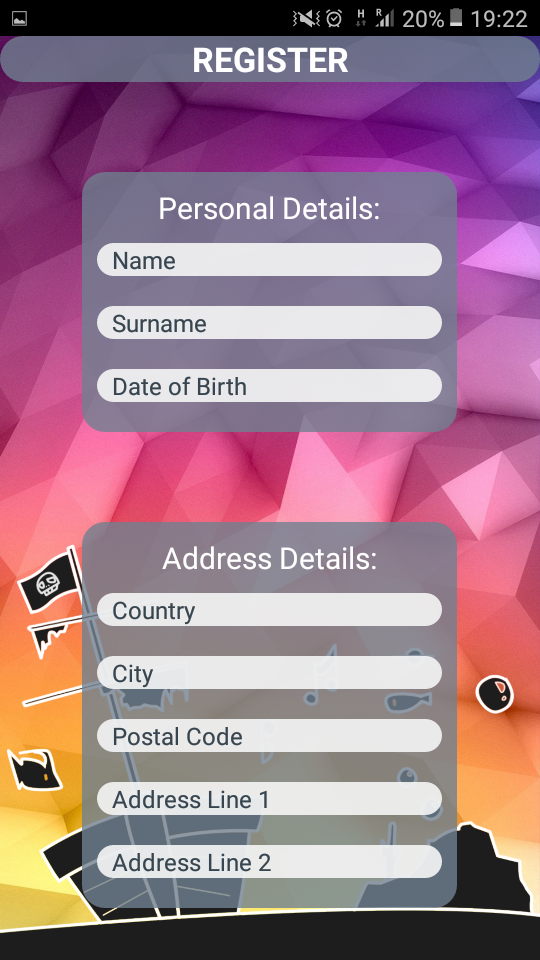 H R 20% 19:22
REGISTER
Personal Details:
Name
Surname
Date of Birth
Address Details:
Country
City
Postal Code
Address Line 1
Address Line 2